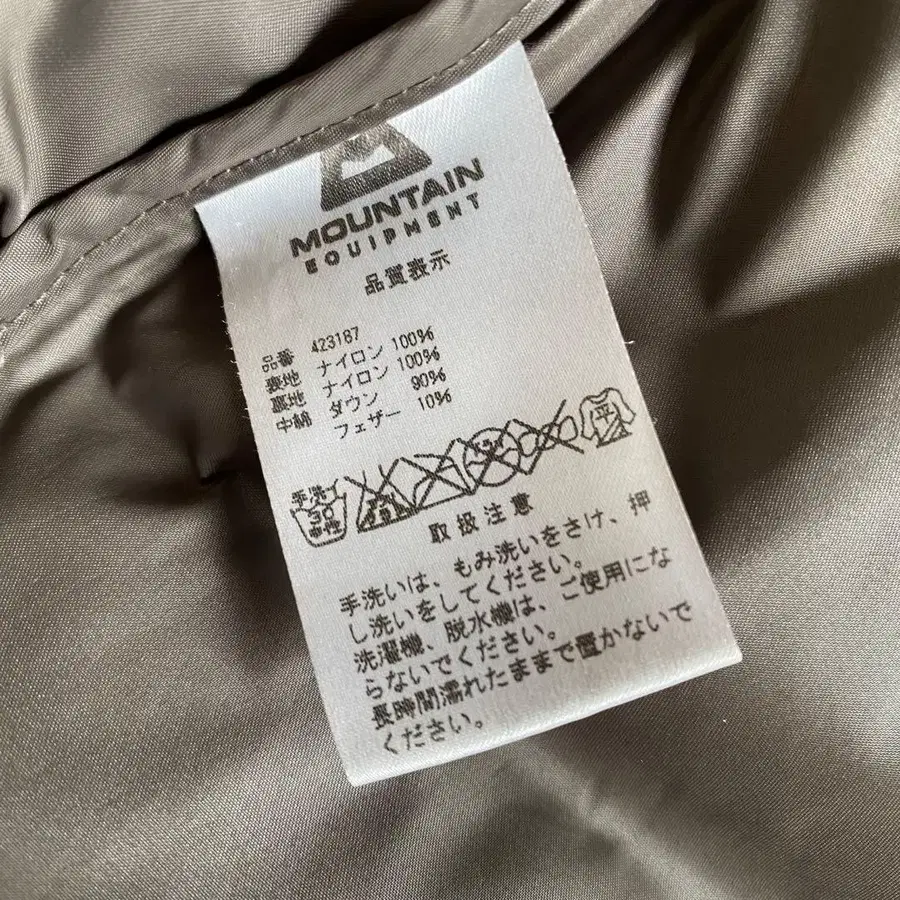 MOUNTAIN
EQUIPMENT
品質表示
品番 423187
表地 ナイロン 100%
裏地 ナイロン 100%
中綿 ダウン 90%
フェザー 10%
手洗イ
30
中性
平
取扱注意
手洗いは、もみ洗いをさけ、押
し洗いをしてください。
洗濯機、脱水機は、ご使用にな
らないでください。
長時間濡れたままで置かないで
ください。